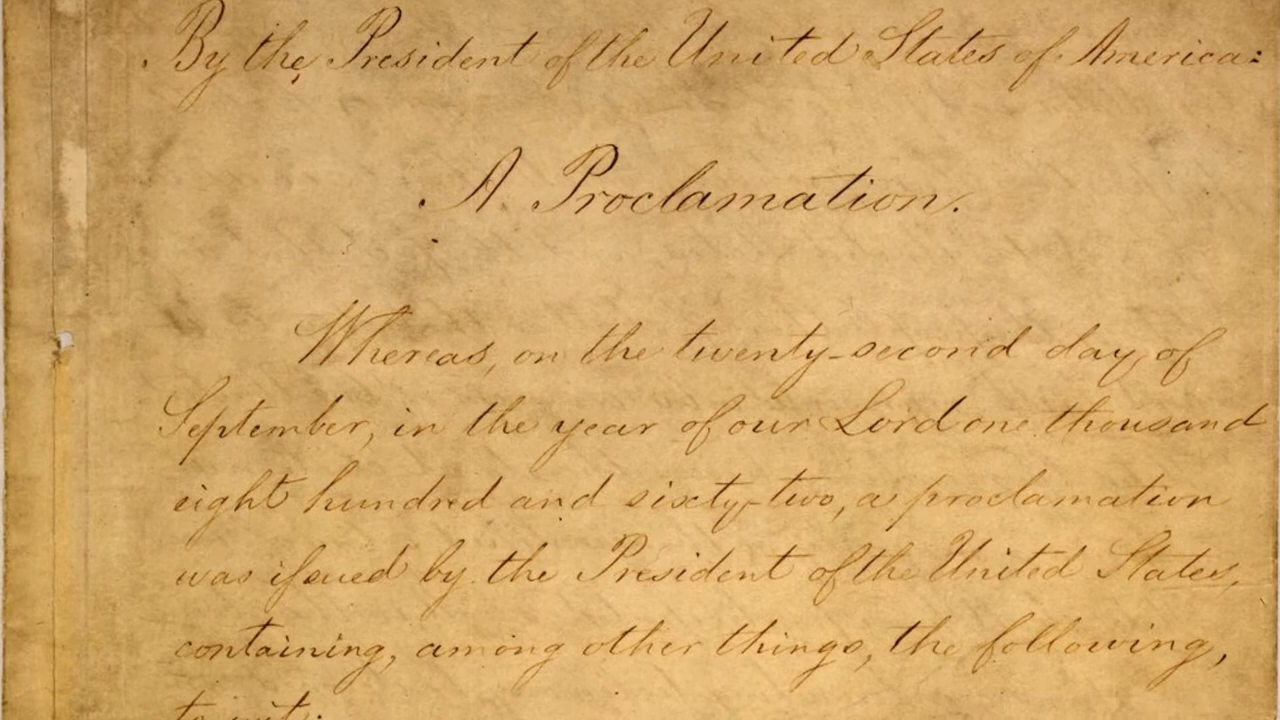 By the President of the United States of America:
A Proclamation.
Whereas, on the twenty-second day of
September, in the year of our Lord one thousand
eight hundred and sixty-two, a proclamation
was issued by the President of the United States,
containing, among other things, the following,
to wit: